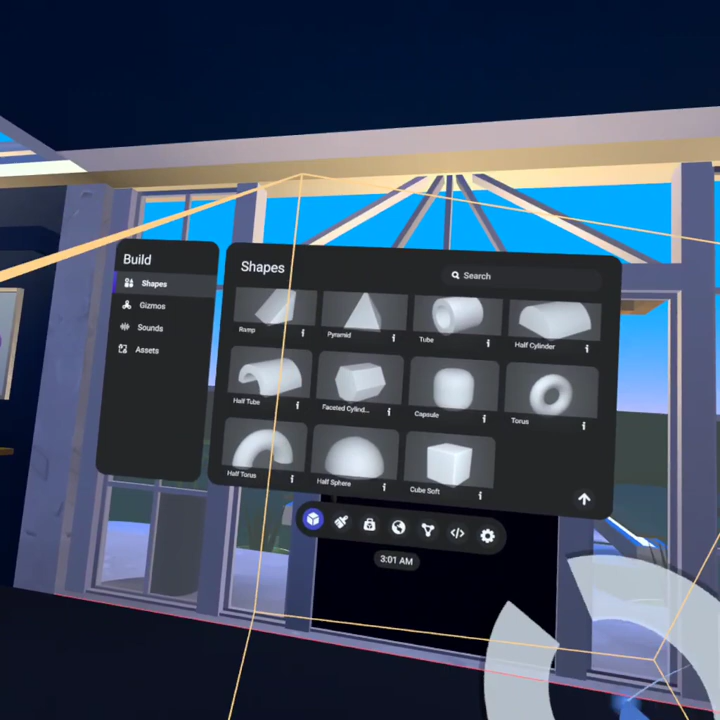 Build
Shapes
Gizmos
Sounds
Assets
Shapes
Search
Ramp
Pyramid
Tube
Half Cylinder
Half Tube
Faceted Cylind...
Capsule
Torus
Half Torus
Half Sphere
Cube Soft
3:01 AM